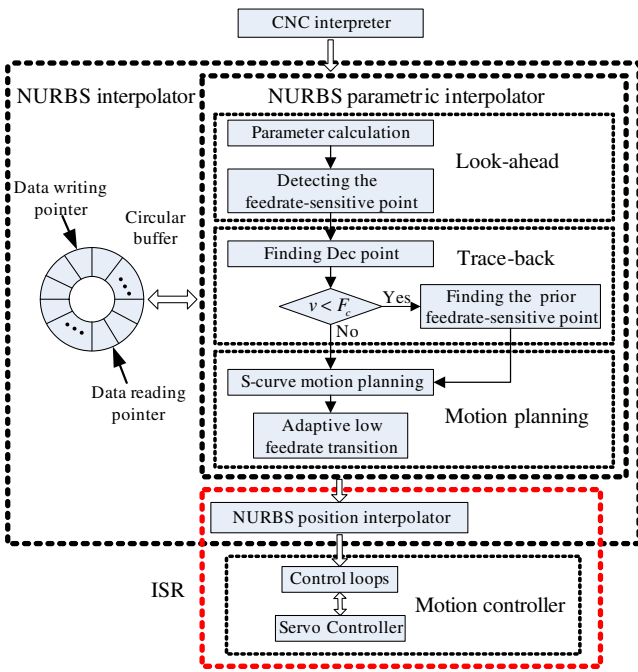 CNC interpreter
NURBS interpolator
NURBS parametric interpolator
Parameter calculation
Look-ahead
Detecting the
feedrate-sensitive point
Data writing
pointer
Circular
buffer
Finding Dec point
Trace-back
v < F_c
Yes
Finding the prior
feedrate-sensitive point
No
Data reading
pointer
S-curve motion planning
Motion planning
Adaptive low
feedrate transition
NURBS position interpolator
ISR
Control loops
Motion controller
Servo Controller